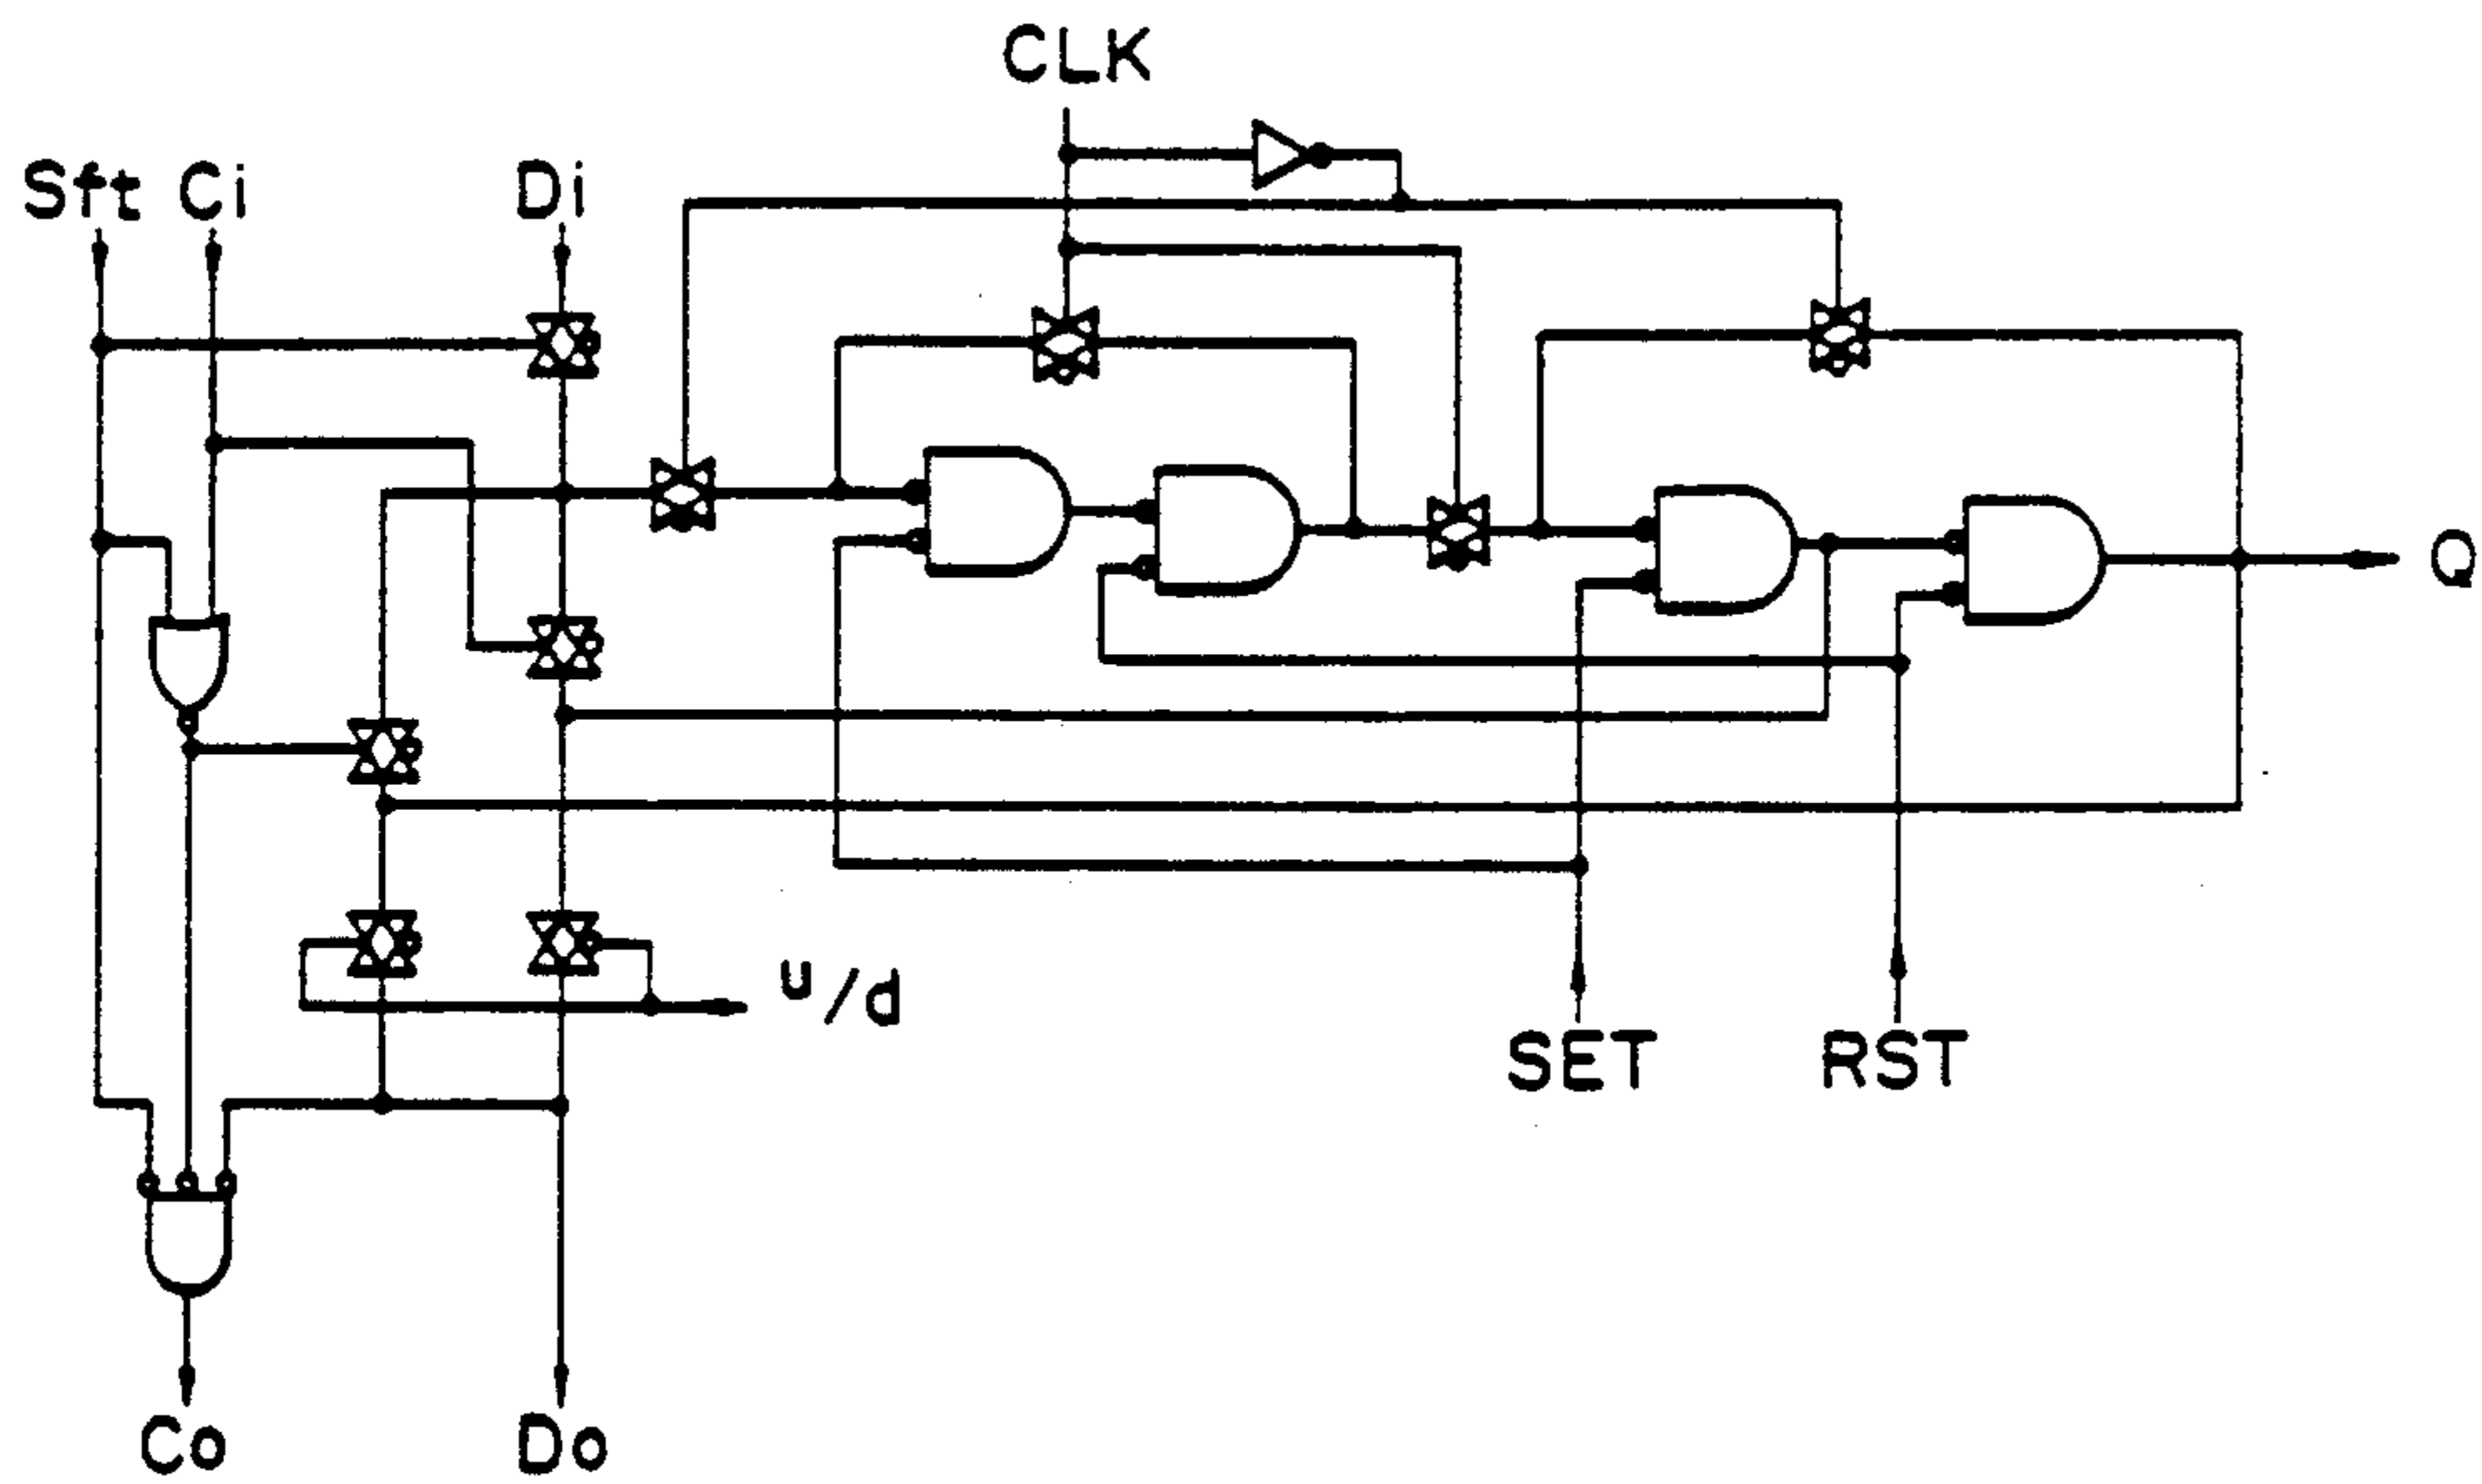 CLK
Sft Ci Di
Q
u/d
SET RST
Co Do